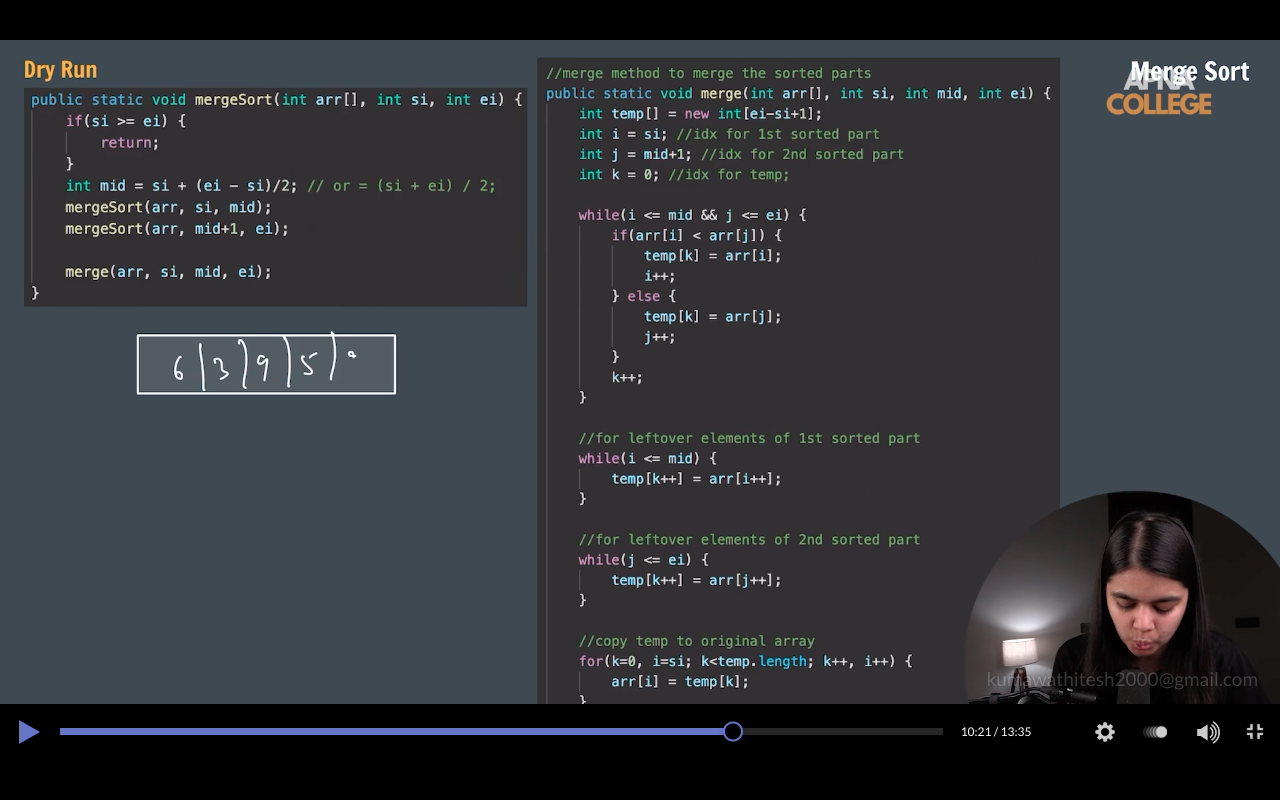 Dry Run
public static void mergeSort(int arr[], int si, int ei) {
if(si >= ei) {
return;
}
int mid = si + (ei - si)/2; // or = (si + ei) / 2;
mergeSort(arr, si, mid);
mergeSort(arr, mid+1, ei);
merge(arr, si, mid, ei);
}
6 | 3 | 9 | 5 |
//merge method to merge the sorted parts
public static void merge(int arr[], int si, int mid, int ei) {
int temp[] = new int[ei-si+1];
int i = si; //idx for 1st sorted part
int j = mid+1; //idx for 2nd sorted part
int k = 0; //idx for temp;
while(i <= mid && j <= ei) {
if(arr[i] < arr[j]) {
temp[k] = arr[i];
i++;
} else {
temp[k] = arr[j];
j++;
}
k++;
}
//for leftover elements of 1st sorted part
while(i <= mid) {
temp[k++] = arr[i++];
}
//for leftover elements of 2nd sorted part
while(j <= ei) {
temp[k++] = arr[j++];
}
//copy temp to original array
for(k=0, i=si; k<temp.length; k++, i++) {
arr[i] = temp[k];
}
Merge Sort
APNA
COLLEGE
kumawathitesh2000@gmail.com
10:21 / 13:35